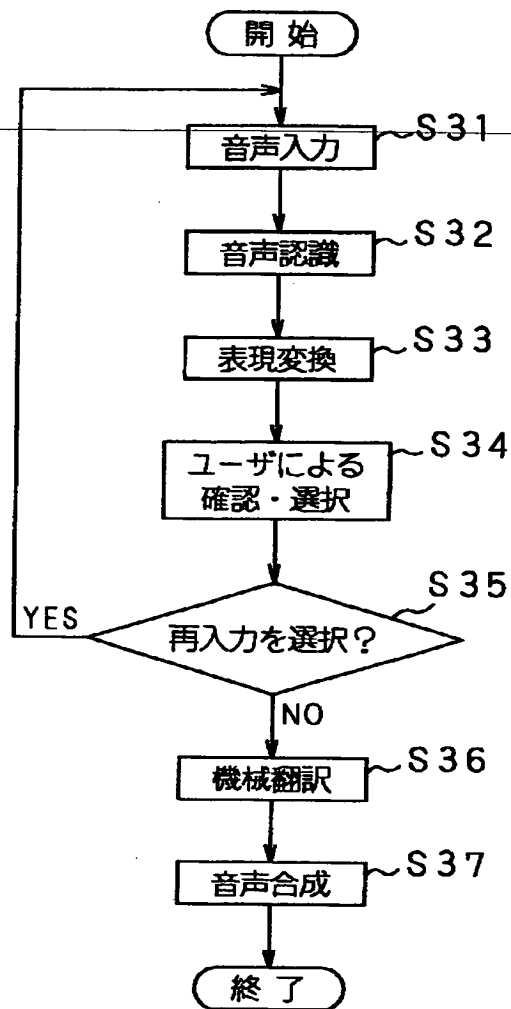 開始
音声入力 S31
音声認識 S32
表現変換 S33
ユーザによる S34
確認・選択
S35
YES 再入力を選択?
NO
機械翻訳 S36
音声合成 S37
終了